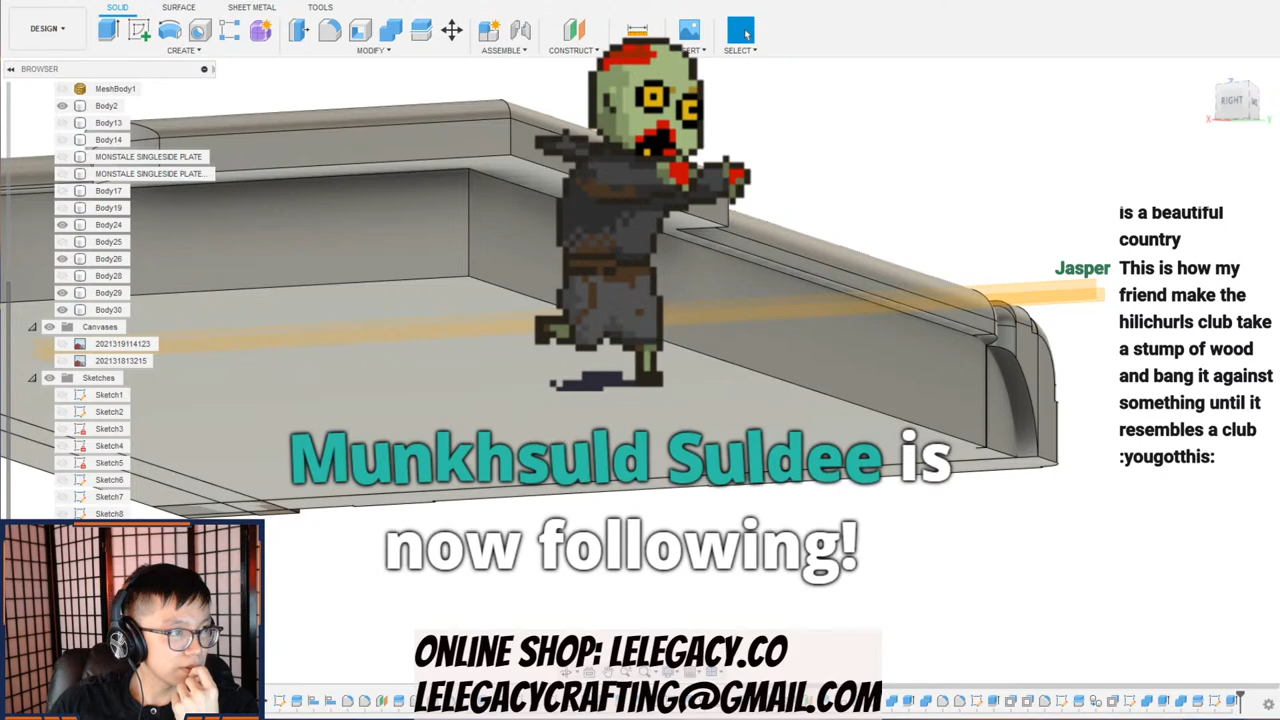 SOLID SURFACE SHEET METAL TOOLS
DESIGN
CREATE MODIFY ASSEMBLE CONSTRUCT SELECT
BROWSER
MeshBody1
Body2
Body13
Body14
MONSTALE SINGLESIDE PLATE
MONSTALE SINGLESIDE PLATE...
Body17
Body19
Body24
Body25
Body26
Body28
Body29
Body30
Canvases
2021319114123
202131813215
Sketches
Sketch1
Sketch2
Sketch3
Sketch4
Sketch5
Sketch6
Sketch7
Sketch8
RIGHT
Z
X
Y
is a beautiful
country
Jasper This is how my
friend make the
hilichurls club take
a stump of wood
and bang it against
something until it
resembles a club
:yougotthis:
Munkhsuld Suldee is
now following!
ONLINE SHOP: LELEGACY.CO
LELEGACYCRAFTING@GMAIL.COM